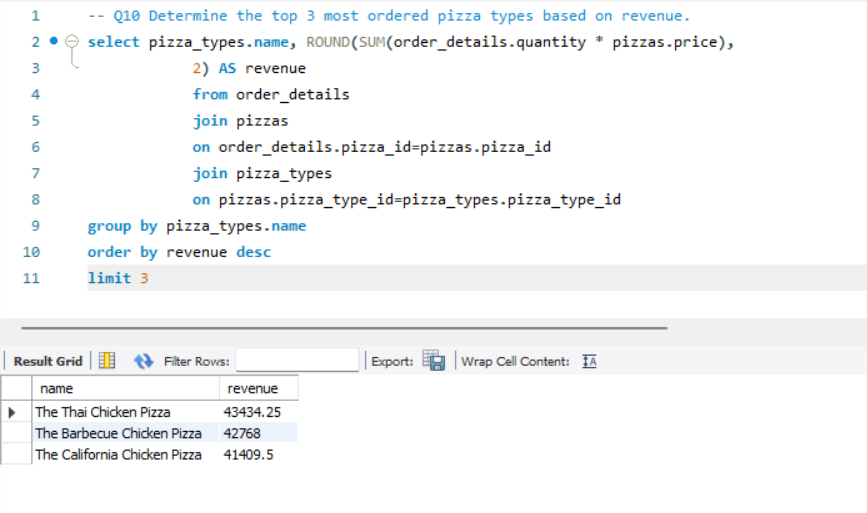 1 -- Q10 Determine the top 3 most ordered pizza types based on revenue.
2 select pizza_types.name, ROUND(SUM(order_details.quantity * pizzas.price),
3 2) AS revenue
4 from order_details
5 join pizzas
6 on order_details.pizza_id=pizzas.pizza_id
7 join pizza_types
8 on pizzas.pizza_type_id=pizza_types.pizza_type_id
9 group by pizza_types.name
10 order by revenue desc
11 limit 3
Result Grid Filter Rows: Export: Wrap Cell Content: IA
name revenue
The Thai Chicken Pizza 43434.25
The Barbecue Chicken Pizza 42768
The California Chicken Pizza 41409.5